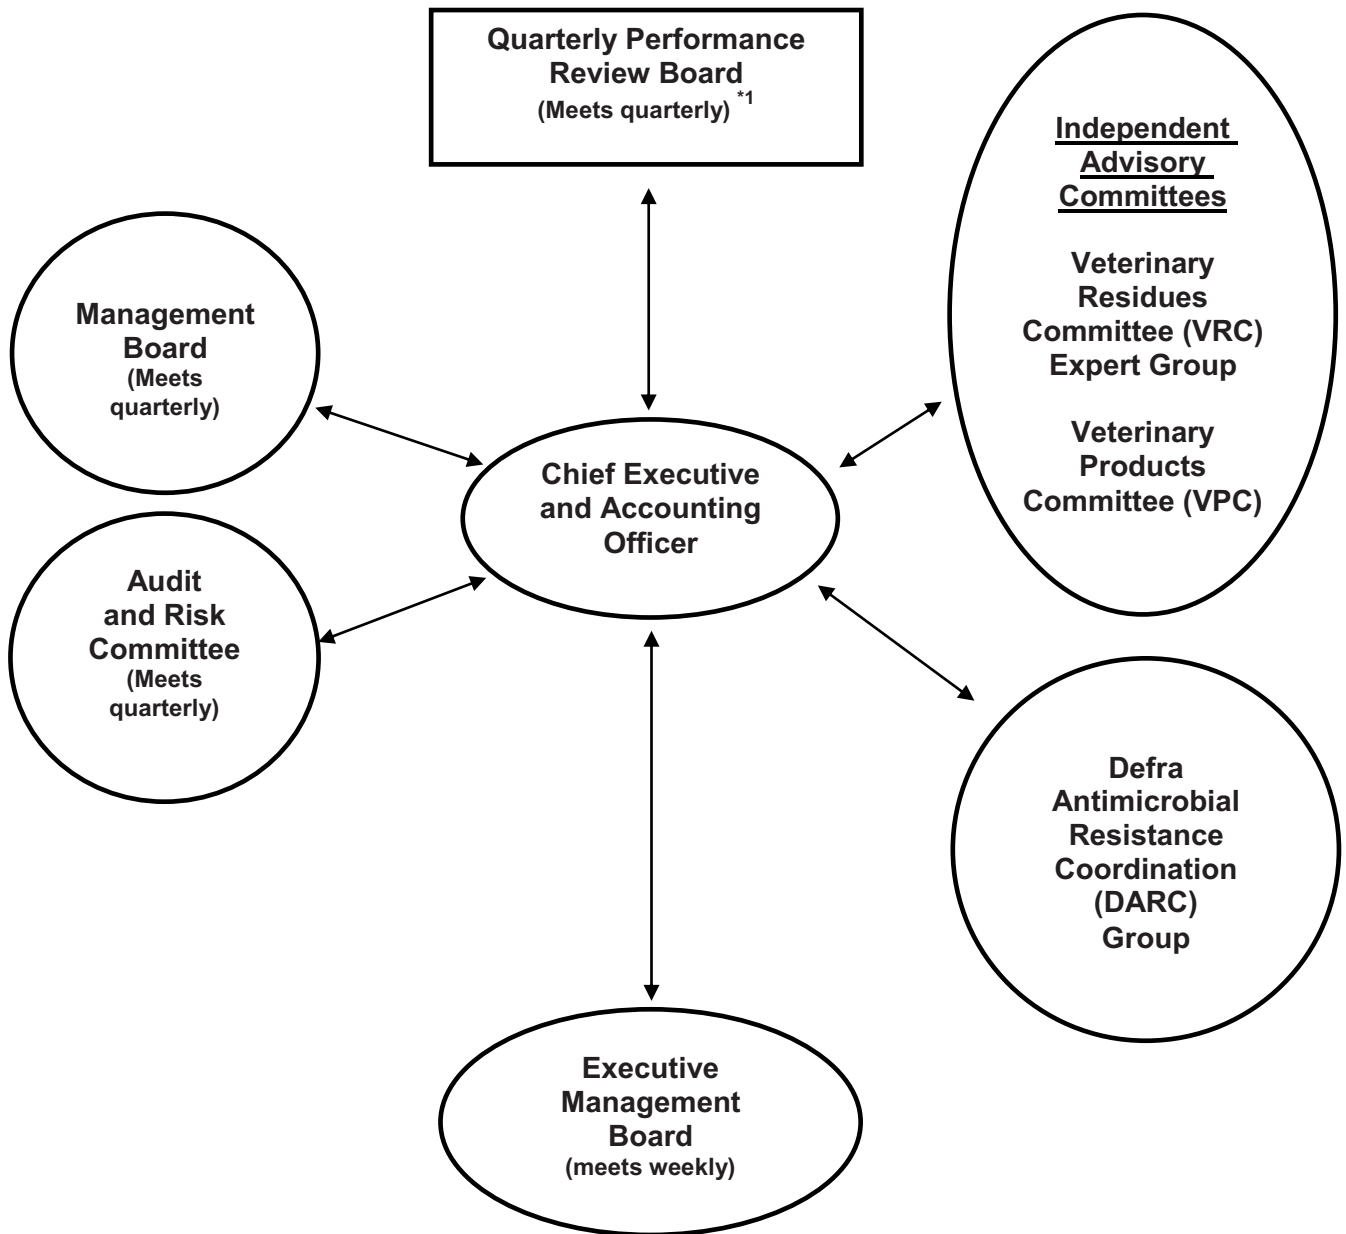 Quarterly Performance
Review Board
(Meets quarterly) *1
Independent
Advisory
Committees
Veterinary
Residues
Committee (VRC)
Expert Group
Veterinary
Products
Committee (VPC)
Management
Board
(Meets
quarterly)
Chief Executive
and Accounting
Officer
Audit
and Risk
Committee
(Meets
quarterly)
Defra
Antimicrobial
Resistance
Coordination
(DARC)
Group
Executive
Management
Board
(meets weekly)